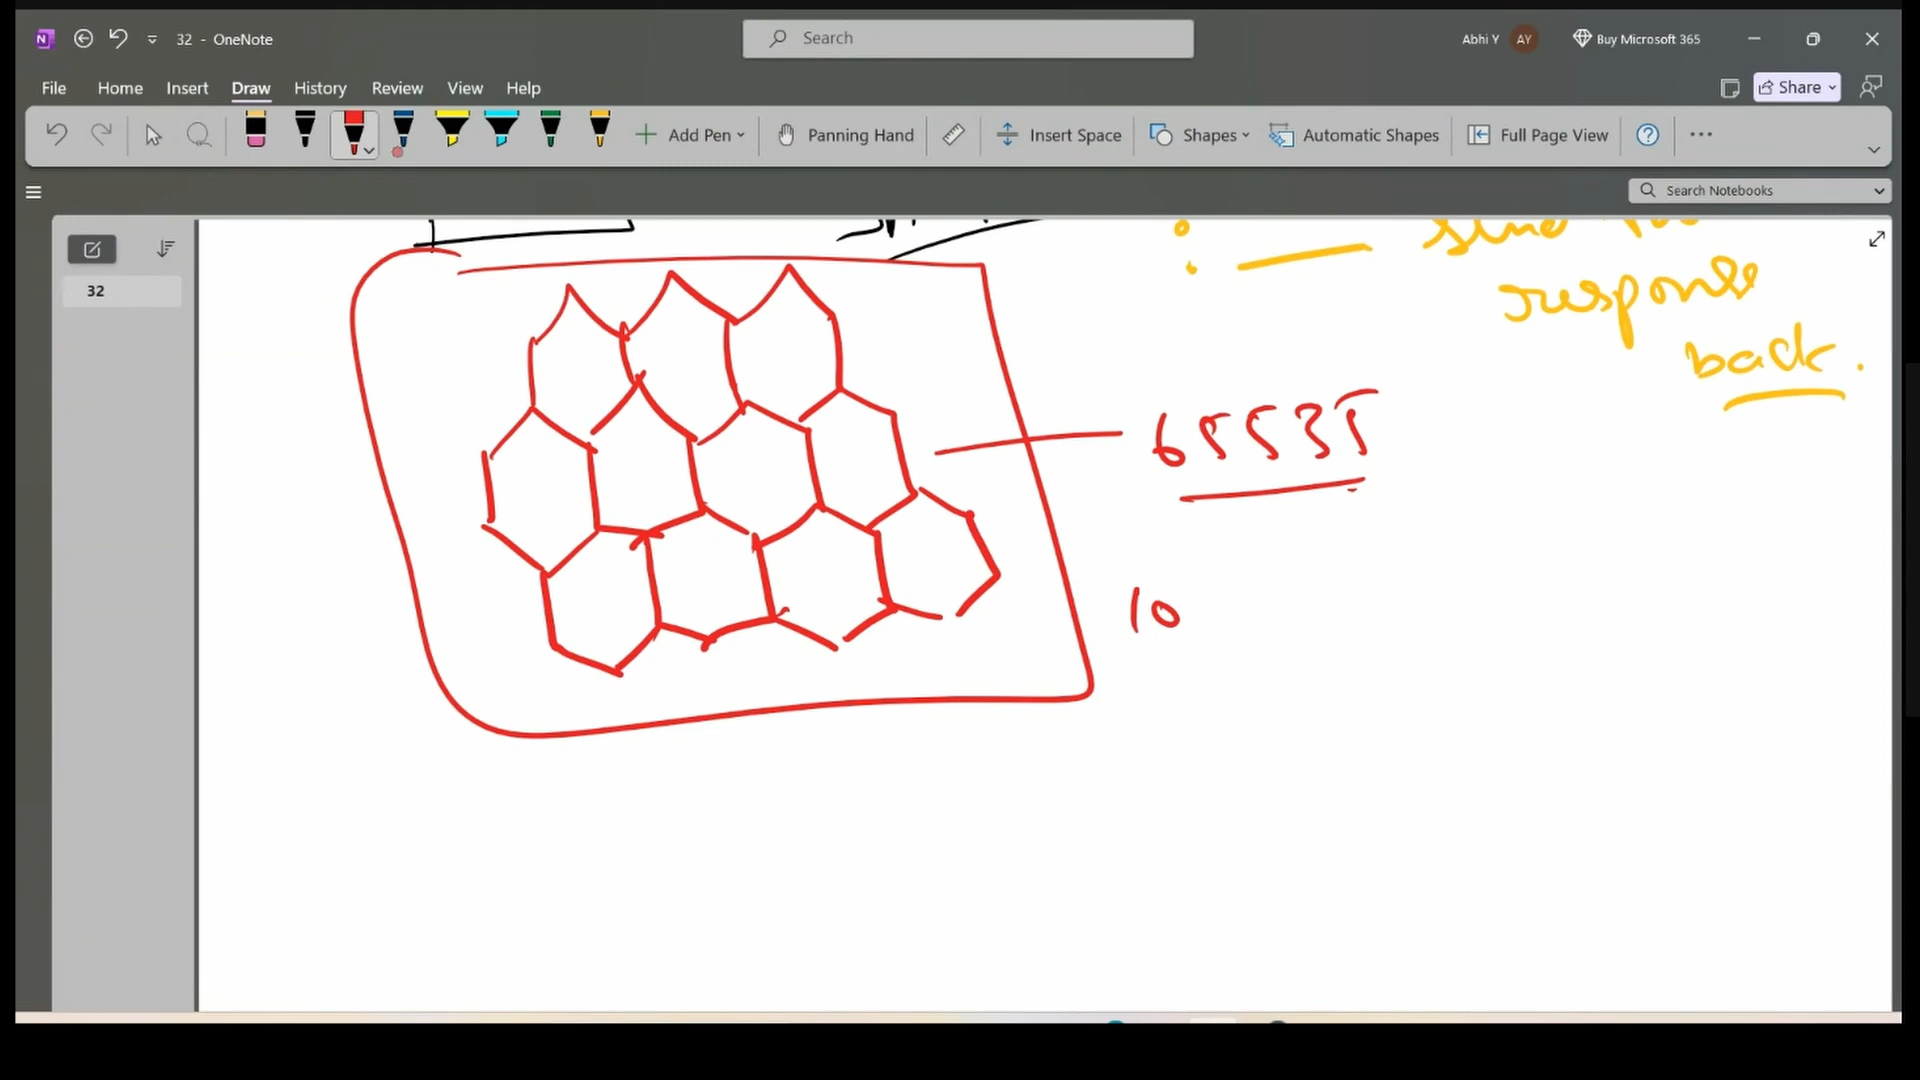 32 - OneNote
Search
Abhi Y
AY
Buy Microsoft 365
File
Home
Insert
Draw
History
Review
View
Help
Share
Add Pen
Panning Hand
Insert Space
Shapes
Automatic Shapes
Full Page View
Search Notebooks
32
response
back.
65535
10